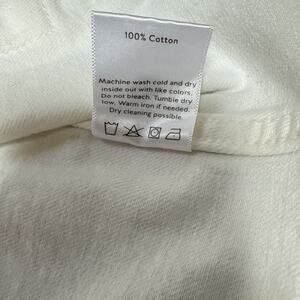 100% Cotton
Machine wash cold and dry
inside out with like colors.
Do not bleach. Tumble dry
low. Warm iron if needed.
Dry cleaning possible.